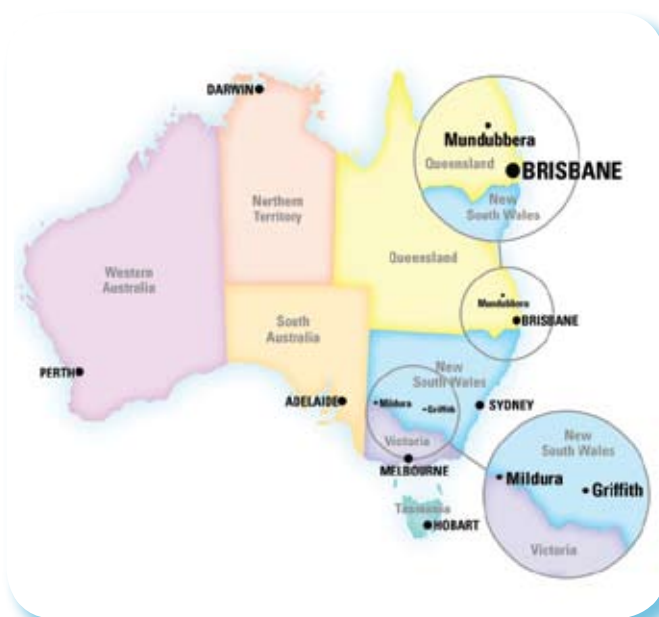 DARWIN
Mundubbera
Queensland
BRISBANE
New
South Wales
Northern
Territory
Western
Australia
Queensland
Mundubbera
BRISBANE
South
Australia
PERTH
New
South Wales
ADELAIDE
Mildura
Griffith
SYDNEY
Victoria
MELBOURNE
New
South Wales
Mildura
Griffith
Victoria
Tasmania
HOBART